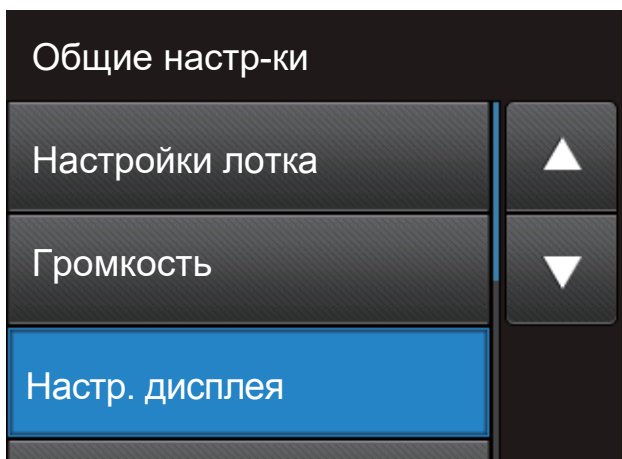 Общие настр-ки
Настройки лотка
Громкость
Настр. дисплея